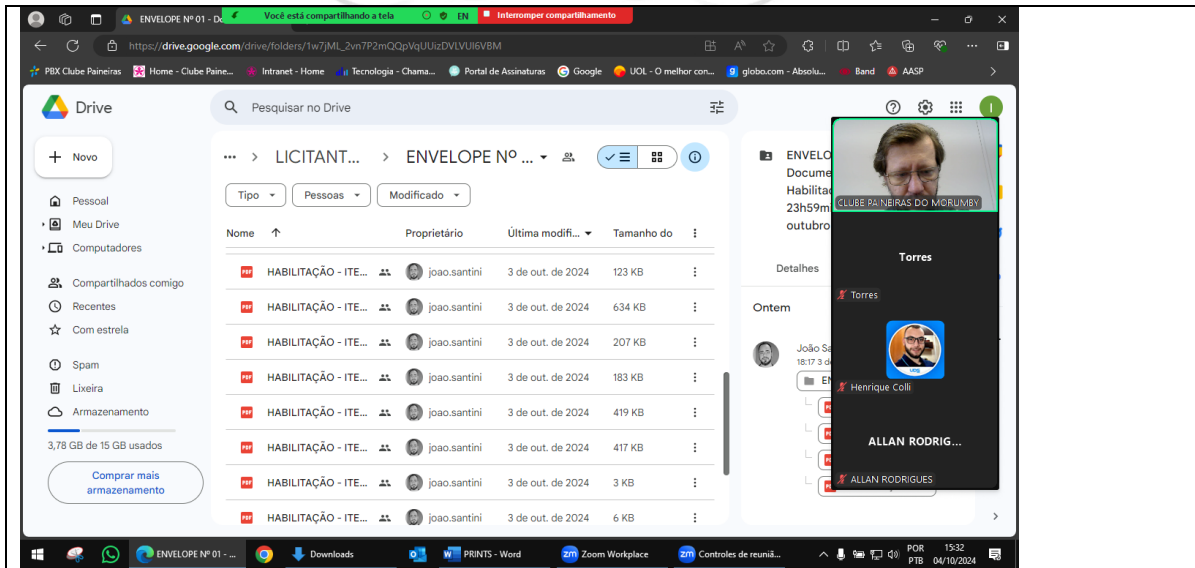 ENVELOPE Nº 01 - Do
Você está compartilhando a tela
EN
Interromper compartilhamento
https://drive.google.com/drive/folders/1w7jML_2vn7P2mQQpVqUUizDVLVUI6VBM
PBX Clube Paineiras
Home - Clube Paine...
Intranet - Home
Tecnologia - Chama...
Portal de Assinaturas
Google
UOL - O melhor con...
globo.com - Absolu...
Band
AASP
Drive
Pesquisar no Drive
I
Novo
Pessoal
Meu Drive
Computadores
Compartilhados comigo
Recentes
Com estrela
Spam
Lixeira
Armazenamento
3,78 GB de 15 GB usados
Comprar mais
armazenamento
... > LICITANT... > ENVELOPE Nº ...
Tipo
Pessoas
Modificado
Nome
Proprietário
Última modifi...
Tamanho do
HABILITAÇÃO - ITE... joao.santini 3 de out. de 2024 123 KB
HABILITAÇÃO - ITE... joao.santini 3 de out. de 2024 634 KB
HABILITAÇÃO - ITE... joao.santini 3 de out. de 2024 207 KB
HABILITAÇÃO - ITE... joao.santini 3 de out. de 2024 183 KB
HABILITAÇÃO - ITE... joao.santini 3 de out. de 2024 419 KB
HABILITAÇÃO - ITE... joao.santini 3 de out. de 2024 417 KB
HABILITAÇÃO - ITE... joao.santini 3 de out. de 2024 3 KB
HABILITAÇÃO - ITE... joao.santini 3 de out. de 2024 6 KB
ENVELO
Docume
Habilitaç
23h59m
outubro
Detalhes
Ontem
João Sa
18:17 3 d
EN
CLUBE PAINEIRAS DO MORUMBY
Torres
Torres
Henrique Colli
ALLAN RODRIG...
ALLAN RODRIGUES
ENVELOPE Nº 01 - ...
Downloads
PRINTS - Word
Zoom Workplace
Controles de reuniã...
POR
PTB
15:32
04/10/2024